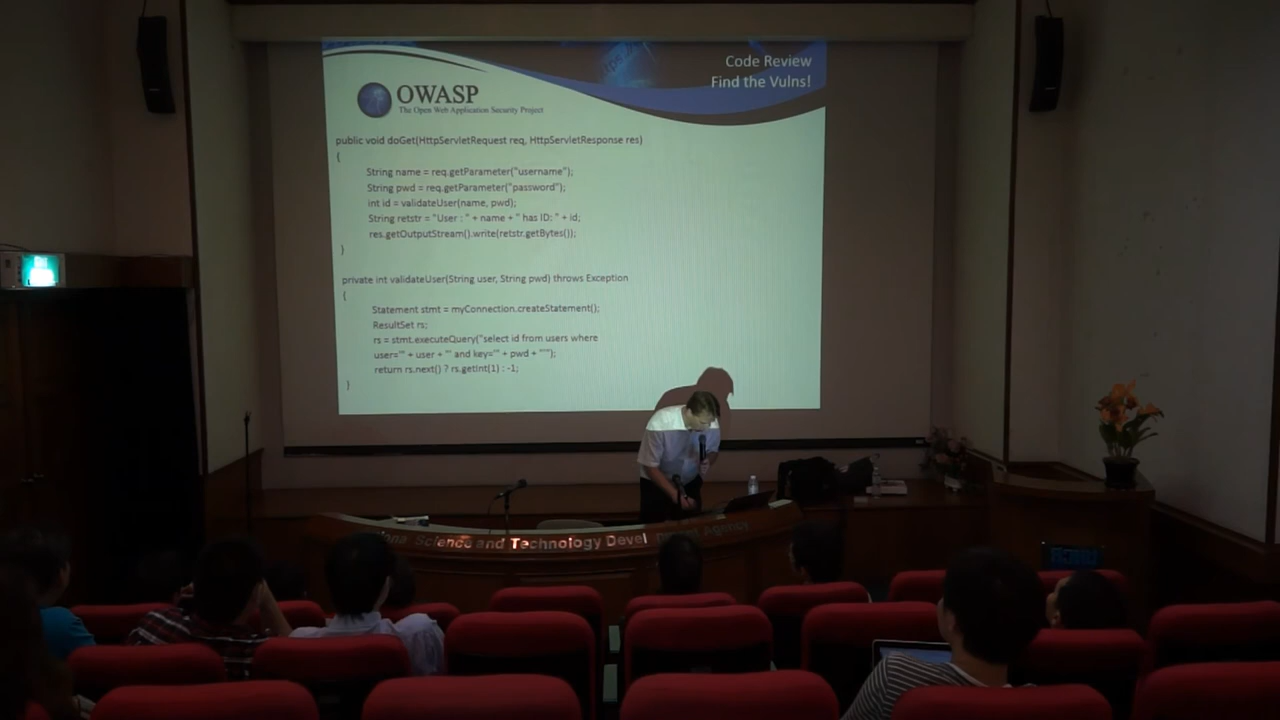 Code Review
Find the Vulns!
OWASP
The Open Web Application Security Project
public void doGet(HttpServletRequest req, HttpServletResponse res)
{
String name = req.getParameter("username");
String pwd = req.getParameter("password");
int id = validateUser(name, pwd);
String retstr = "User : " + name + " has ID: " + id;
res.getOutputStream().write(retstr.getBytes());
}
private int validateUser(String user, String pwd) throws Exception
{
Statement stmt = myConnection.createStatement();
ResultSet rs;
rs = stmt.executeQuery("select id from users where
user='" + user + "' and key='" + pwd + "'");
return rs.next() ? rs.getInt(1) : -1;
}
Science and Technology Devel Agency